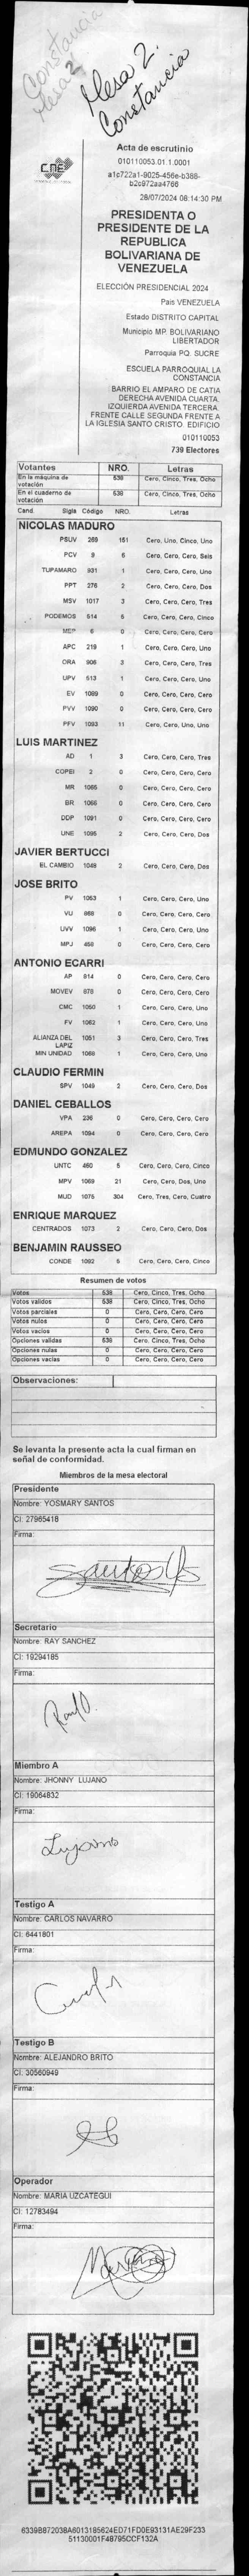 Constancia
Mesa 2
Mesa 2.
Constancia
CNE
Acta de escrutinio
010110053.01.1.0001
a1c722a1-9025-456e-b388-
b2c972aa4766
28/07/2024 08:14:30 PM
PRESIDENTA O
PRESIDENTE DE LA
REPUBLICA
BOLIVARIANA DE
VENEZUELA
ELECCIÓN PRESIDENCIAL 2024
Pais VENEZUELA
Estado DISTRITO CAPITAL
Municipio MP. BOLIVARIANO
LIBERTADOR
Parroquia PQ. SUCRE
ESCUELA PARROQUIAL LA
CONSTANCIA
BARRIO EL AMPARO DE CATIA
DERECHA AVENIDA CUARTA.
IZQUIERDA AVENIDA TERCERA.
FRENTE CALLE SEGUNDA FRENTE A
LA IGLESIA SANTO CRISTO. EDIFICIO
010110053
739 Electores
Votantes NRO. Letras
En la máquina de votación 538 Cero, Cinco, Tres, Ocho
En el cuaderno de votación 538 Cero, Cinco, Tres, Ocho
Cand. Sigla Código NRO. Letras
NICOLAS MADURO
PSUV 269 151 Cero, Uno, Cinco, Uno
PCV 9 6 Cero, Cero, Cero, Seis
TUPAMARO 931 1 Cero, Cero, Cero, Uno
PPT 276 2 Cero, Cero, Cero, Dos
MSV 1017 3 Cero, Cero, Cero, Tres
PODEMOS 514 5 Cero, Cero, Cero, Cinco
MEP 6 0 Cero, Cero, Cero, Cero
APC 219 1 Cero, Cero, Cero, Uno
ORA 906 3 Cero, Cero, Cero, Tres
UPV 513 1 Cero, Cero, Cero, Uno
EV 1089 0 Cero, Cero, Cero, Cero
PVV 1090 0 Cero, Cero, Cero, Cero
PFV 1093 11 Cero, Cero, Uno, Uno
LUIS MARTINEZ
AD 1 3 Cero, Cero, Cero, Tres
COPEI 2 0 Cero, Cero, Cero, Cero
MR 1085 0 Cero, Cero, Cero, Cero
BR 1066 0 Cero, Cero, Cero, Cero
DDP 1091 0 Cero, Cero, Cero, Cero
UNE 1095 2 Cero, Cero, Cero, Dos
JAVIER BERTUCCI
EL CAMBIO 1048 2 Cero, Cero, Cero, Dos
JOSE BRITO
PV 1053 1 Cero, Cero, Cero, Uno
VU 868 0 Cero, Cero, Cero, Cero
UVV 1096 1 Cero, Cero, Cero, Uno
MPJ 458 0 Cero, Cero, Cero, Cero
ANTONIO ECARRI
AP 814 0 Cero, Cero, Cero, Cero
MOVEV 878 0 Cero, Cero, Cero, Cero
CMC 1050 1 Cero, Cero, Cero, Uno
FV 1062 1 Cero, Cero, Cero, Uno
ALIANZA DEL LAPIZ 1051 3 Cero, Cero, Cero, Tres
MIN UNIDAD 1069 1 Cero, Cero, Cero, Uno
CLAUDIO FERMIN
SPV 1049 2 Cero, Cero, Cero, Dos
DANIEL CEBALLOS
VPA 236 0 Cero, Cero, Cero, Cero
AREPA 1094 0 Cero, Cero, Cero, Cero
EDMUNDO GONZALEZ
UNTC 460 5 Cero, Cero, Cero, Cinco
MPV 1069 21 Cero, Cero, Dos, Uno
MUD 1075 304 Cero, Tres, Cero, Cuatro
ENRIQUE MARQUEZ
CENTRADOS 1073 2 Cero, Cero, Cero, Dos
BENJAMIN RAUSSEO
CONDE 1092 5 Cero, Cero, Cero, Cinco
Resumen de votos
Votos 538 Cero, Cinco, Tres, Ocho
Votos validos 538 Cero, Cinco, Tres, Ocho
Votos parciales 0 Cero, Cero, Cero, Cero
Votos nulos 0 Cero, Cero, Cero, Cero
Votos vacios 0 Cero, Cero, Cero, Cero
Opciones validas 538 Cero, Cinco, Tres, Ocho
Opciones nulas 0 Cero, Cero, Cero, Cero
Opciones vacias 0 Cero, Cero, Cero, Cero
Observaciones:
Se levanta la presente acta la cual firman en
señal de conformidad.
Miembros de la mesa electoral
Presidente
Nombre: YOSMARY SANTOS
CI: 27965418
Firma:
Secretario
Nombre: RAY SANCHEZ
CI: 19294185
Firma:
Miembro A
Nombre: JHONNY LUJANO
CI: 19064832
Firma:
Lujano
Testigo A
Nombre: CARLOS NAVARRO
CI: 6441801
Firma:
Testigo B
Nombre: ALEJANDRO BRITO
CI: 30560949
Firma:
Operador
Nombre: MARIA UZCATEGUI
CI: 12783494
Firma:
6339B872038A6013185624ED71FD0E93131AE29F233
51130001F48795CCF132A